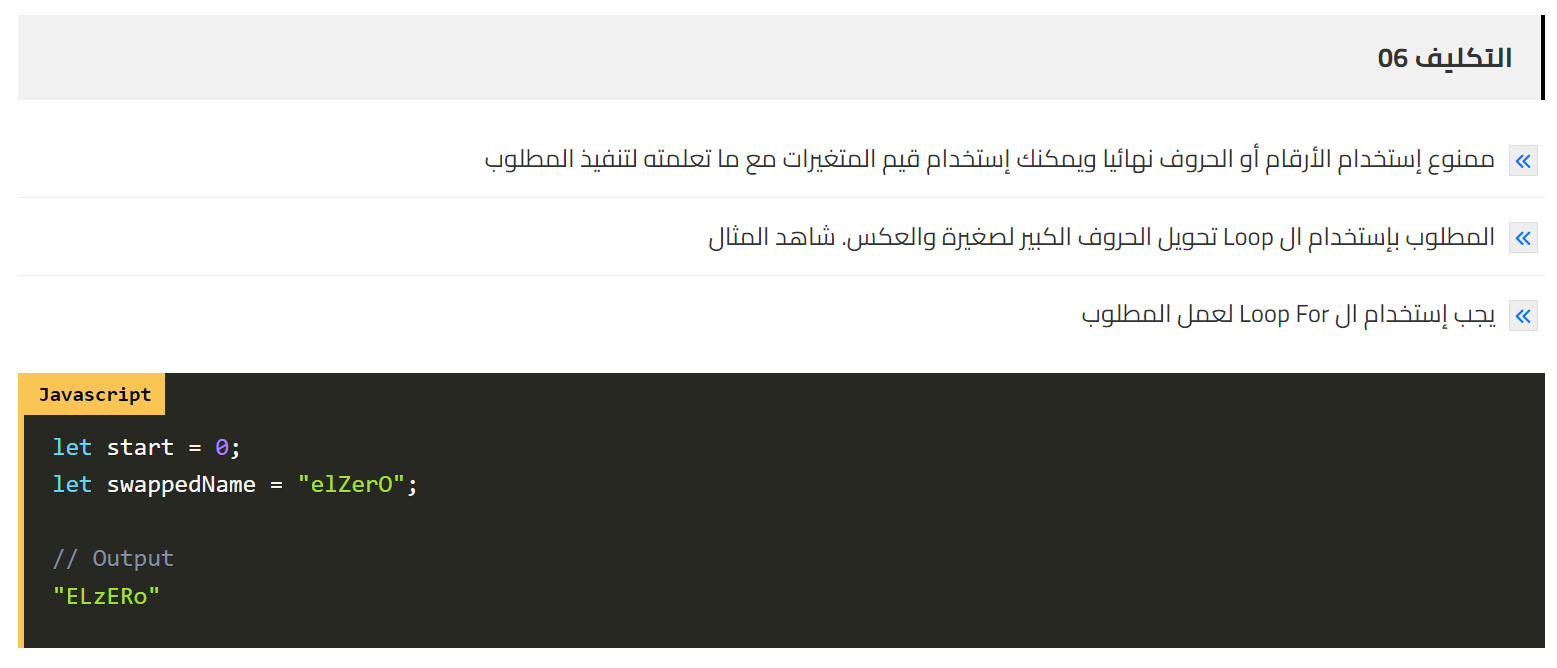 التكليف 06
ممنوع إستخدام الأرقام أو الحروف نهائيا ويمكنك إستخدام قيم المتغيرات مع ما تعلمته لتنفيذ المطلوب
المطلوب بإستخدام ال Loop تحويل الحروف الكبير لصغيرة والعكس. شاهد المثال
يجب إستخدام ال Loop For لعمل المطلوب
Javascript
let start = 0;
let swappedName = "elZerO";
// Output
"ELzERo"